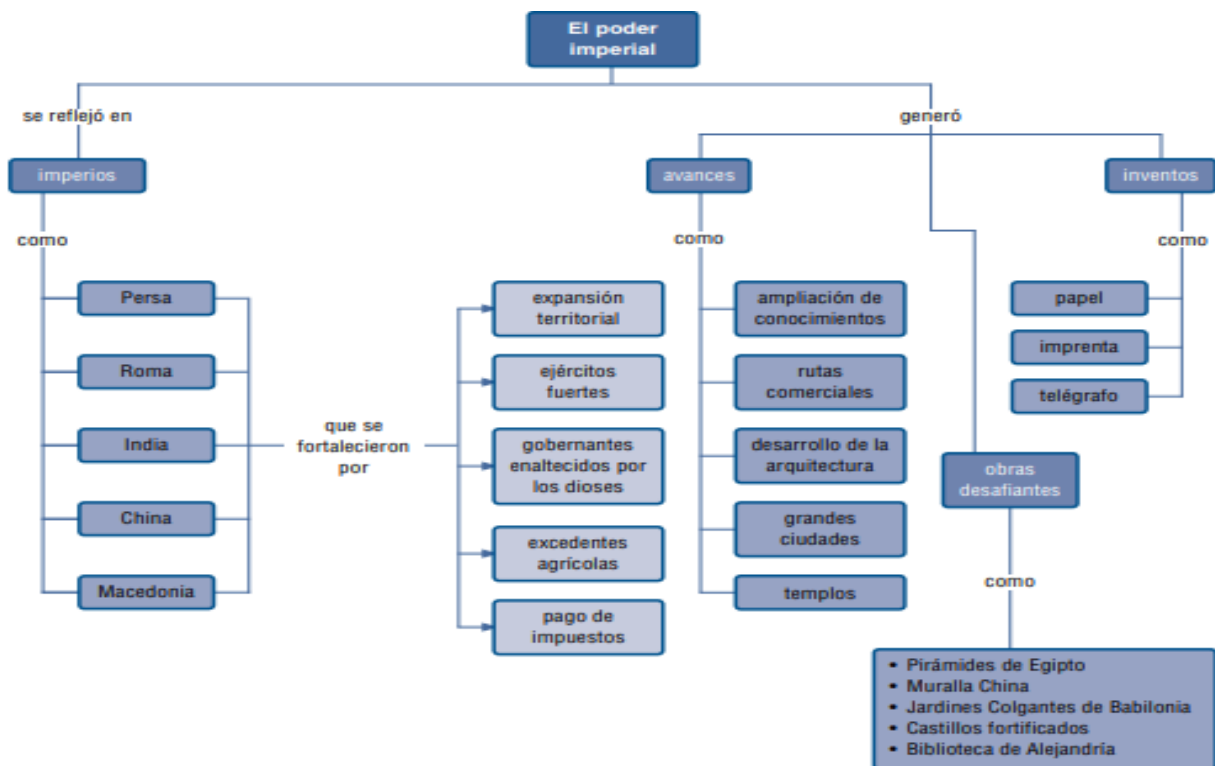 El poder
imperial
se reflejó en
imperios
como
Persa
Roma
India
China
Macedonia
que se
fortalecieron
por
expansión
territorial
ejércitos
fuertes
gobernantes
enaltecidos por
los dioses
excedentes
agrícolas
pago de
impuestos
generó
avances
como
ampliación de
conocimientos
rutas
comerciales
desarrollo de la
arquitectura
grandes
ciudades
templos
inventos
como
papel
imprenta
telégrafo
obras
desafiantes
como
• Pirámides de Egipto
• Muralla China
• Jardines Colgantes de Babilonia
• Castillos fortificados
• Biblioteca de Alejandría